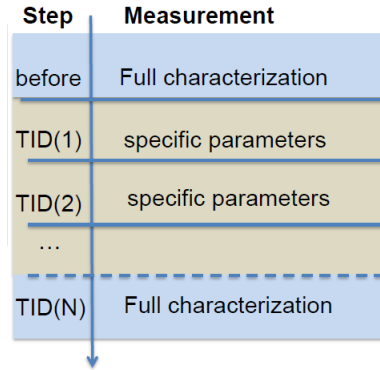 Step Measurement
before Full characterization
TID(1) specific parameters
TID(2) specific parameters
...
TID(N) Full characterization